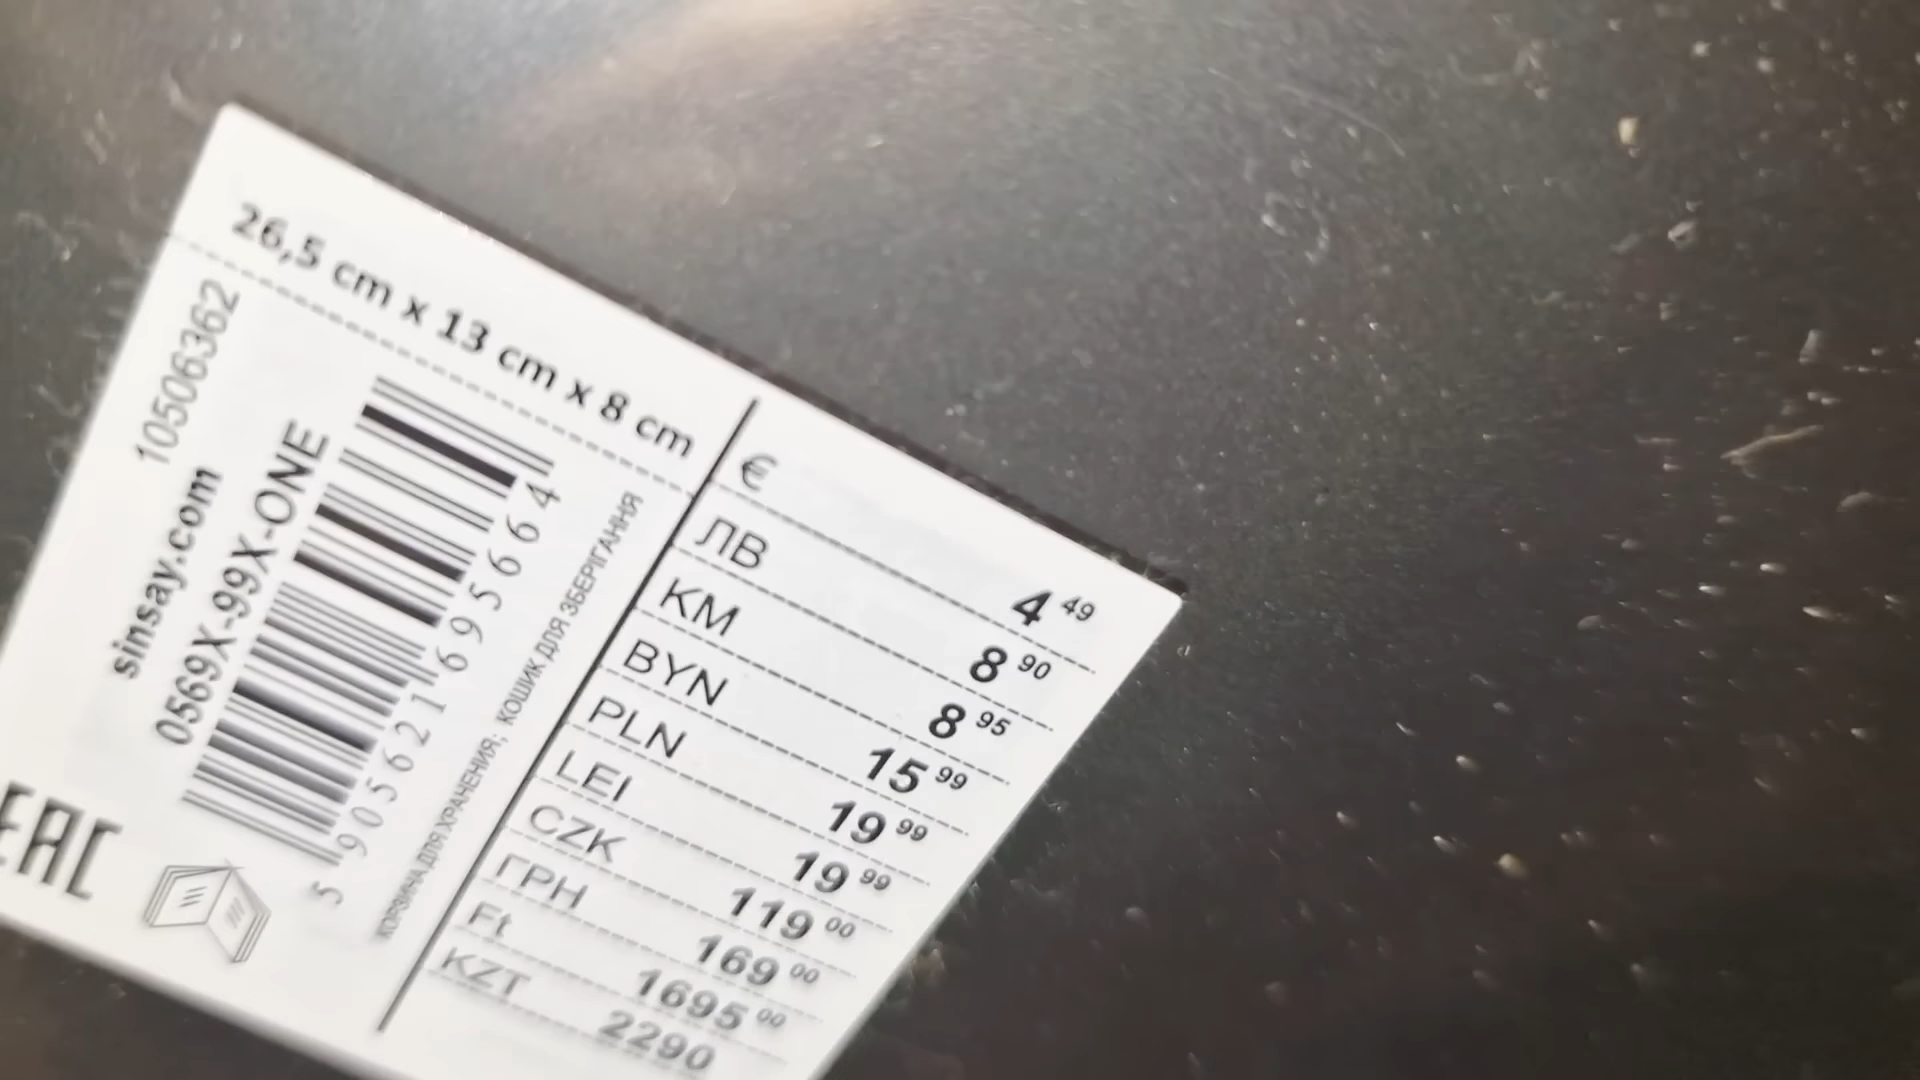 26,5 cm x 13 cm x 8 cm
10506362
sinsay.com
0569X-99X-ONE
5 905621 695664
КОРЗИНА ДЛЯ ХРАНЕНИЯ; КОШИК ДЛЯ ЗБЕРІГАННЯ
EAC
€ 4 49
ЛВ 8 90
KM 8 95
BYN 15 99
PLN 19 99
LEI 19 99
CZK 119 00
ГРН 169 00
Ft 1695 00
KZT 2290